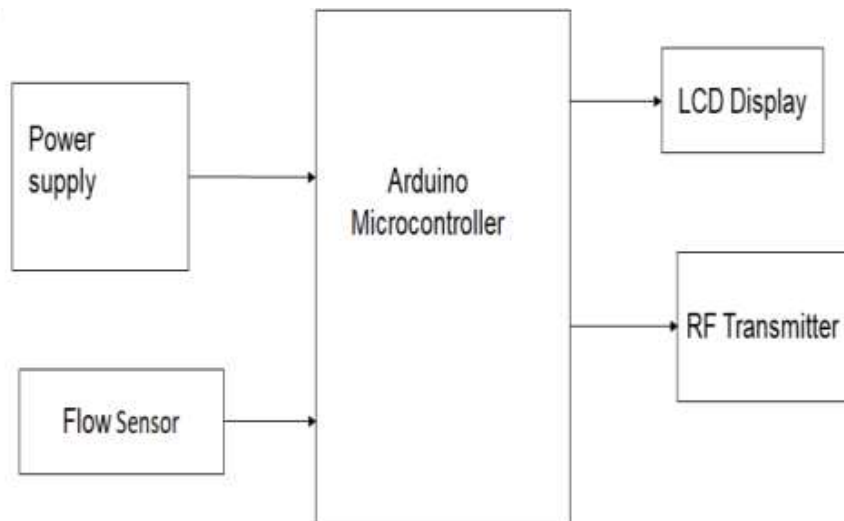 Power
supply
Flow Sensor
Arduino
Microcontroller
LCD Display
RF Transmitter